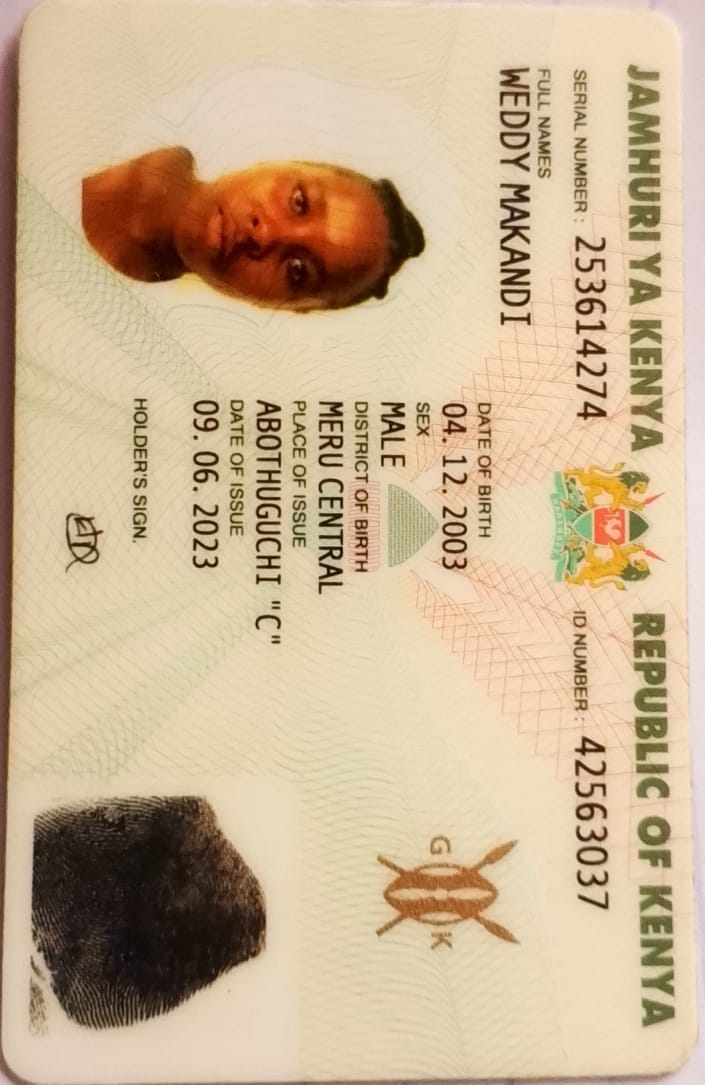 JAMHURI YA KENYA REPUBLIC OF KENYA
SERIAL NUMBER: 253614274 ID NUMBER: 42563037
FULL NAMES
WEDDY MAKANDI
DATE OF BIRTH
04. 12. 2003
SEX
MALE
DISTRICT OF BIRTH
MERU CENTRAL
PLACE OF ISSUE
ABOTHUGUCHI "C"
DATE OF ISSUE
09. 06. 2023
HOLDER'S SIGN.
G K